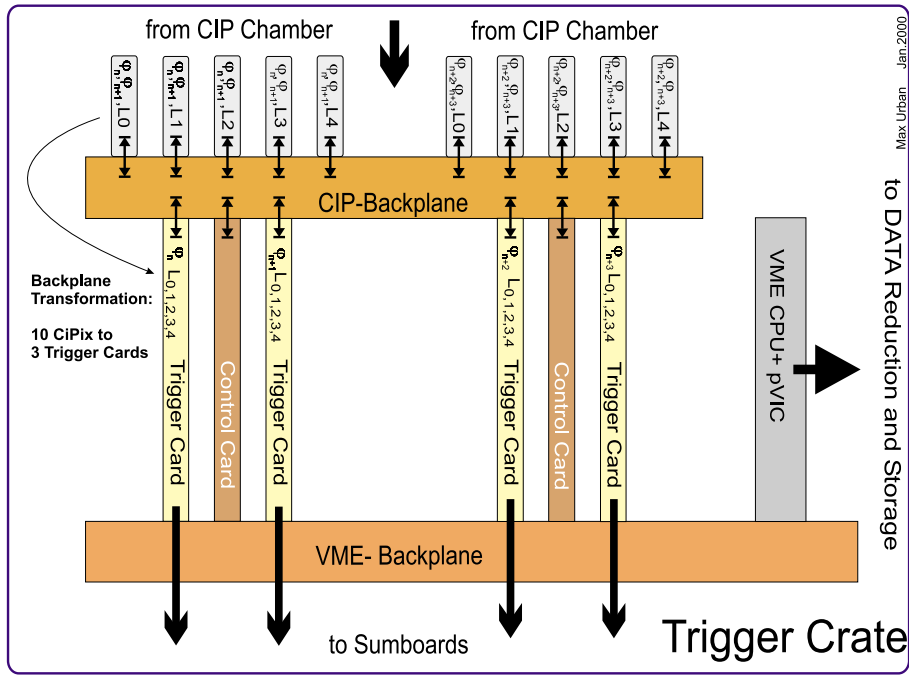 from CIP Chamber
from CIP Chamber
Max Urban Jan.2000
φn, φn+1, L0
φn, φn+1, L1
φn, φn+1, L2
φn, φn+1, L3
φn, φn+1, L4
φn+2, φn+3, L0
φn+2, φn+3, L1
φn+2, φn+3, L2
φn+2, φn+3, L3
φn+2, φn+3, L4
CIP-Backplane
Backplane
Transformation:
10 CiPix to
3 Trigger Cards
φn L0,1,2,3,4 Trigger Card
Control Card
φn+1 L0,1,2,3,4 Trigger Card
φn+2 L0,1,2,3,4 Trigger Card
Control Card
φn+3 L0,1,2,3,4 Trigger Card
VME CPU+ pVIC
to DATA Reduction and Storage
VME- Backplane
to Sumboards
Trigger Crate